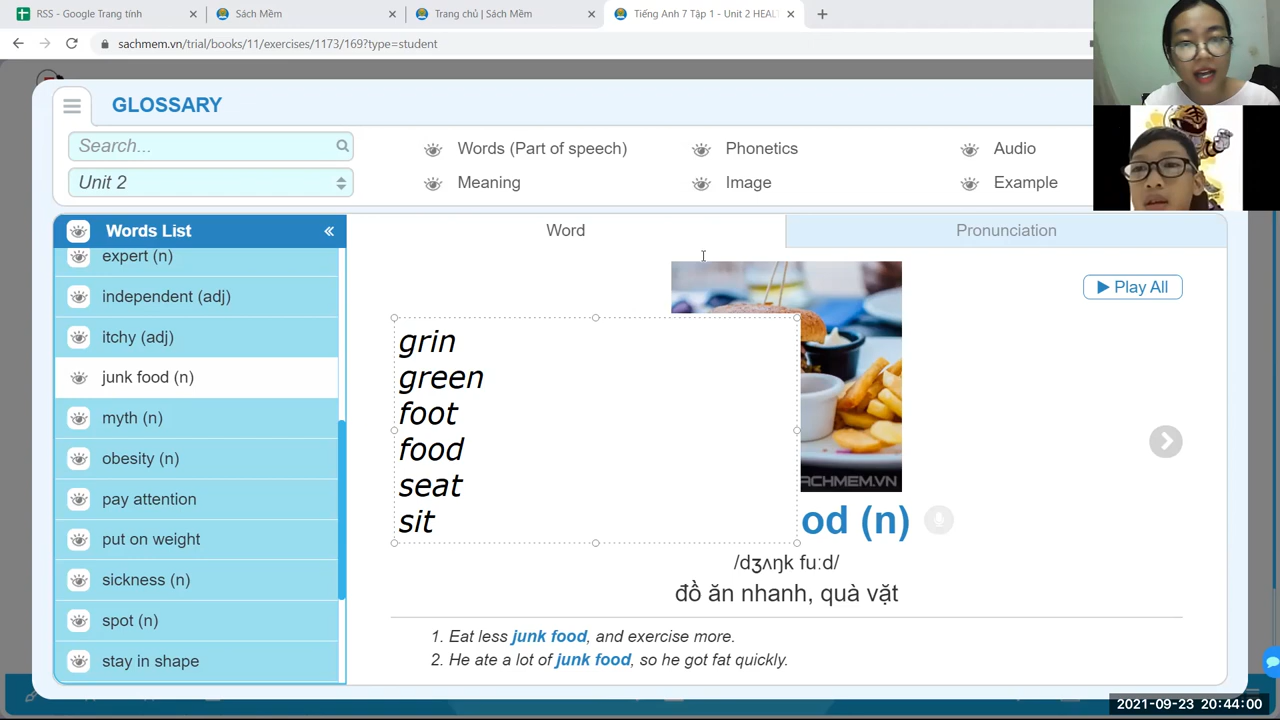 RSS - Google Trang tính
Sách Mềm
Trang chủ | Sách Mềm
Tiếng Anh 7 Tập 1 - Unit 2 HEAL
sachmem.vn/trial/books/11/exercises/1173/169?type=student
GLOSSARY
Search...
Unit 2
Words (Part of speech)
Phonetics
Audio
Meaning
Image
Example
Words List
expert (n)
independent (adj)
itchy (adj)
junk food (n)
myth (n)
obesity (n)
pay attention
put on weight
sickness (n)
spot (n)
stay in shape
Word
Pronunciation
Play All
grin
green
foot
food
seat
sit
ACHMEM.VN
od (n)
/dʒʌŋk fuːd/
đồ ăn nhanh, quà vặt
1. Eat less junk food, and exercise more.
2. He ate a lot of junk food, so he got fat quickly.
2021-09-23 20:44:00